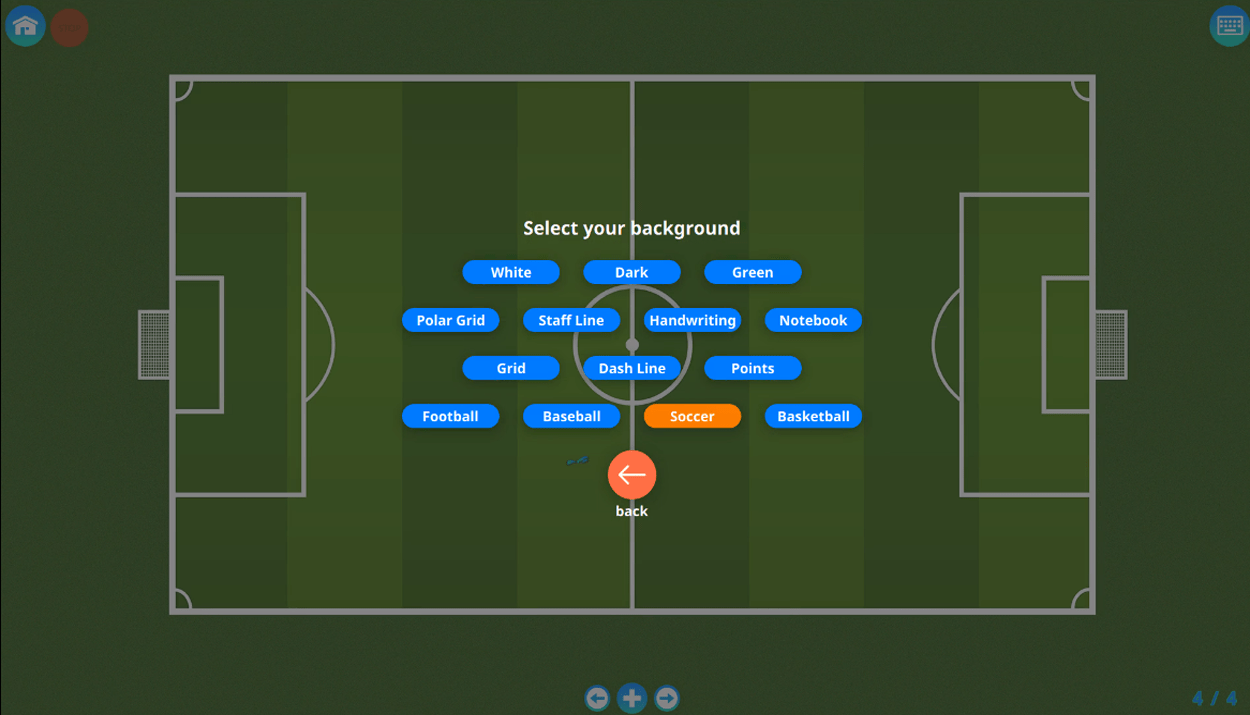 Select your background
White Dark Green
Polar Grid Staff Line Handwriting Notebook
Grid Dash Line Points
Football Baseball Soccer Basketball
back
4 / 4